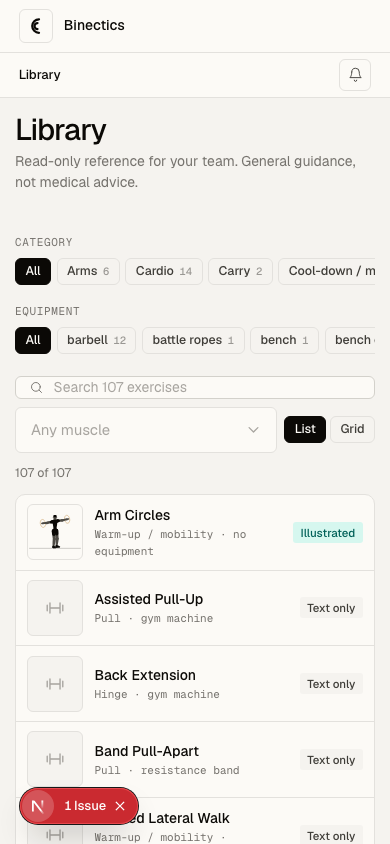 Binectics
Library
Library
Read-only reference for your team. General guidance,
not medical advice.
CATEGORY
All
Arms 6
Cardio 14
Carry 2
Cool-down / m
EQUIPMENT
All
barbell 12
battle ropes 1
bench 1
bench
Search 107 exercises
Any muscle
List
Grid
107 of 107
Arm Circles
Warm-up / mobility · no
equipment
Illustrated
Assisted Pull-Up
Pull · gym machine
Text only
Back Extension
Hinge · gym machine
Text only
Band Pull-Apart
Pull · resistance band
Text only
ed Lateral Walk
Warm-up / mobility ·
Text only
N
1 Issue